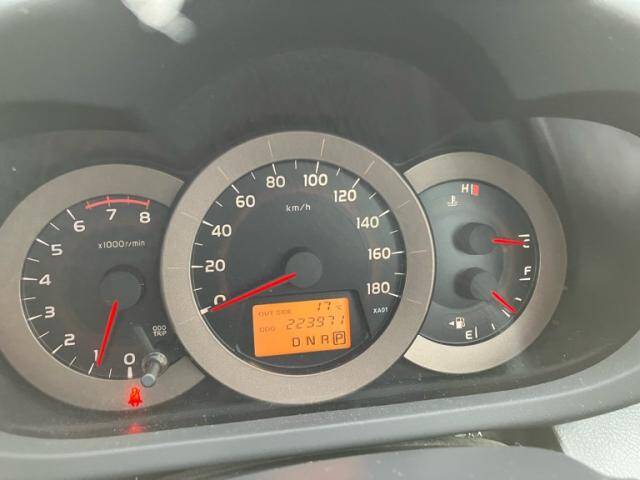 0 1 2 3 4 5 6 7 8
x1000r/min
ODO
TRIP
0 20 40 60 80 100 120 140 160 180
km/h
OUT SIDE 17°C
ODO 223971
D N R P
XA01
H
C
F
E